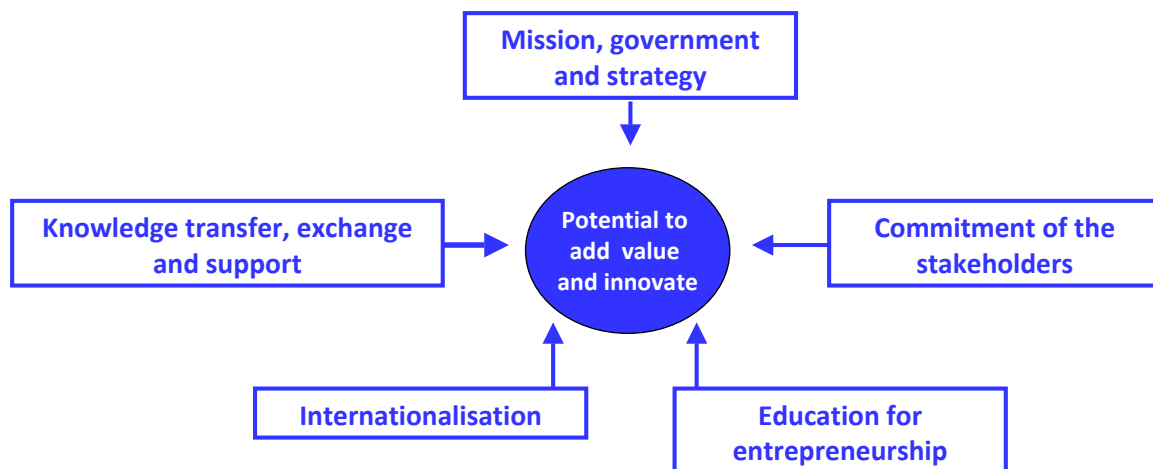 Mission, government
and strategy
Knowledge transfer, exchange
and support
Potential to
add value
and innovate
Commitment of the
stakeholders
Internationalisation
Education for
entrepreneurship